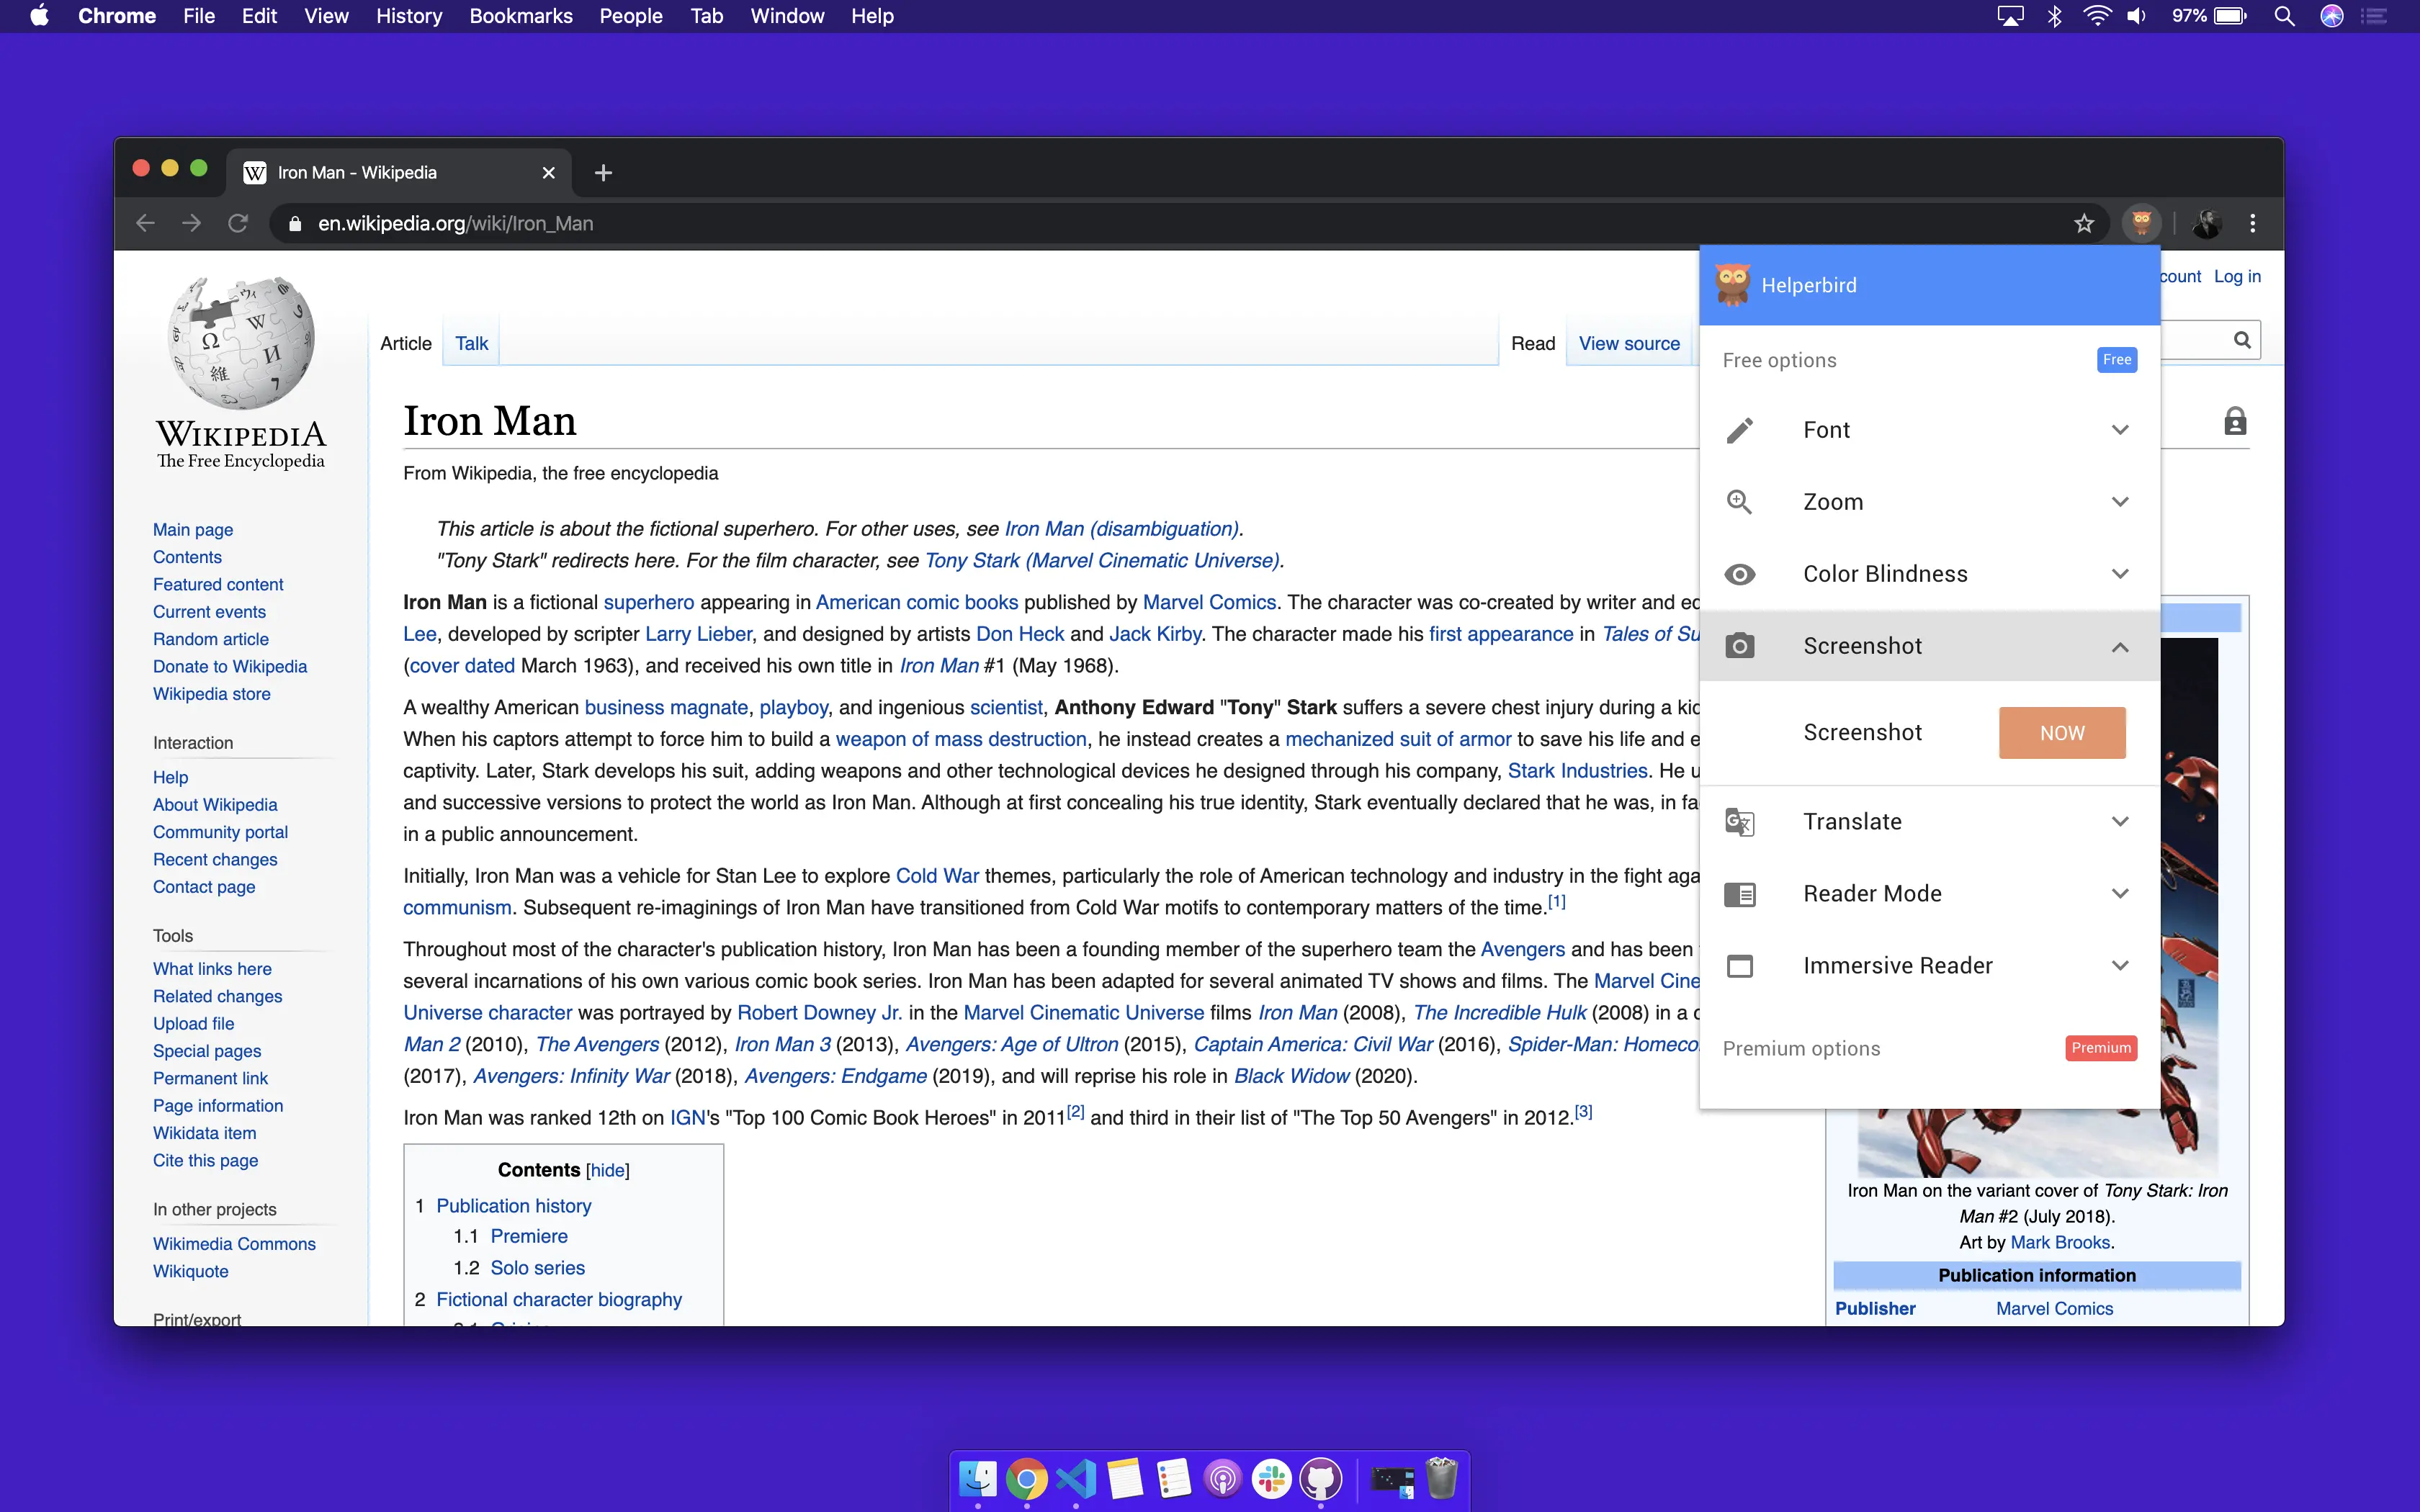 Chrome File Edit View History Bookmarks People Tab Window Help
97%
Iron Man - Wikipedia
en.wikipedia.org/wiki/Iron_Man
WIKIPEDIA
The Free Encyclopedia
Main page
Contents
Featured content
Current events
Random article
Donate to Wikipedia
Wikipedia store
Interaction
Help
About Wikipedia
Community portal
Recent changes
Contact page
Tools
What links here
Related changes
Upload file
Special pages
Permanent link
Page information
Wikidata item
Cite this page
In other projects
Wikimedia Commons
Wikiquote
Print/export
count Log in
Article Talk
Read View source
Iron Man
From Wikipedia, the free encyclopedia
This article is about the fictional superhero. For other uses, see Iron Man (disambiguation).
"Tony Stark" redirects here. For the film character, see Tony Stark (Marvel Cinematic Universe).
Iron Man is a fictional superhero appearing in American comic books published by Marvel Comics. The character was co-created by writer and
Lee, developed by scripter Larry Lieber, and designed by artists Don Heck and Jack Kirby. The character made his first appearance in Tales of
(cover dated March 1963), and received his own title in Iron Man #1 (May 1968).
A wealthy American business magnate, playboy, and ingenious scientist, Anthony Edward "Tony" Stark suffers a severe chest injury during a
When his captors attempt to force him to build a weapon of mass destruction, he instead creates a mechanized suit of armor to save his life and
captivity. Later, Stark develops his suit, adding weapons and other technological devices he designed through his company, Stark Industries. He
and successive versions to protect the world as Iron Man. Although at first concealing his true identity, Stark eventually declared that he was, in
in a public announcement.
Initially, Iron Man was a vehicle for Stan Lee to explore Cold War themes, particularly the role of American technology and industry in the fight
communism. Subsequent re-imaginings of Iron Man have transitioned from Cold War motifs to contemporary matters of the time.[1]
Throughout most of the character's publication history, Iron Man has been a founding member of the superhero team the Avengers and has been
several incarnations of his own various comic book series. Iron Man has been adapted for several animated TV shows and films. The Marvel Cine
Universe character was portrayed by Robert Downey Jr. in the Marvel Cinematic Universe films Iron Man (2008), The Incredible Hulk (2008) in a
Man 2 (2010), The Avengers (2012), Iron Man 3 (2013), Avengers: Age of Ultron (2015), Captain America: Civil War (2016), Spider-Man: Homeco
(2017), Avengers: Infinity War (2018), Avengers: Endgame (2019), and will reprise his role in Black Widow (2020).
Iron Man was ranked 12th on IGN's "Top 100 Comic Book Heroes" in 2011[2] and third in their list of "The Top 50 Avengers" in 2012.[3]
Contents [hide]
1 Publication history
1.1 Premiere
1.2 Solo series
2 Fictional character biography
Helperbird
Free options Free
Font
Zoom
Color Blindness
Screenshot
Screenshot NOW
Translate
Reader Mode
Immersive Reader
Premium options Premium
Iron Man on the variant cover of Tony Stark: Iron
Man #2 (July 2018).
Art by Mark Brooks.
Publication information
Publisher Marvel Comics